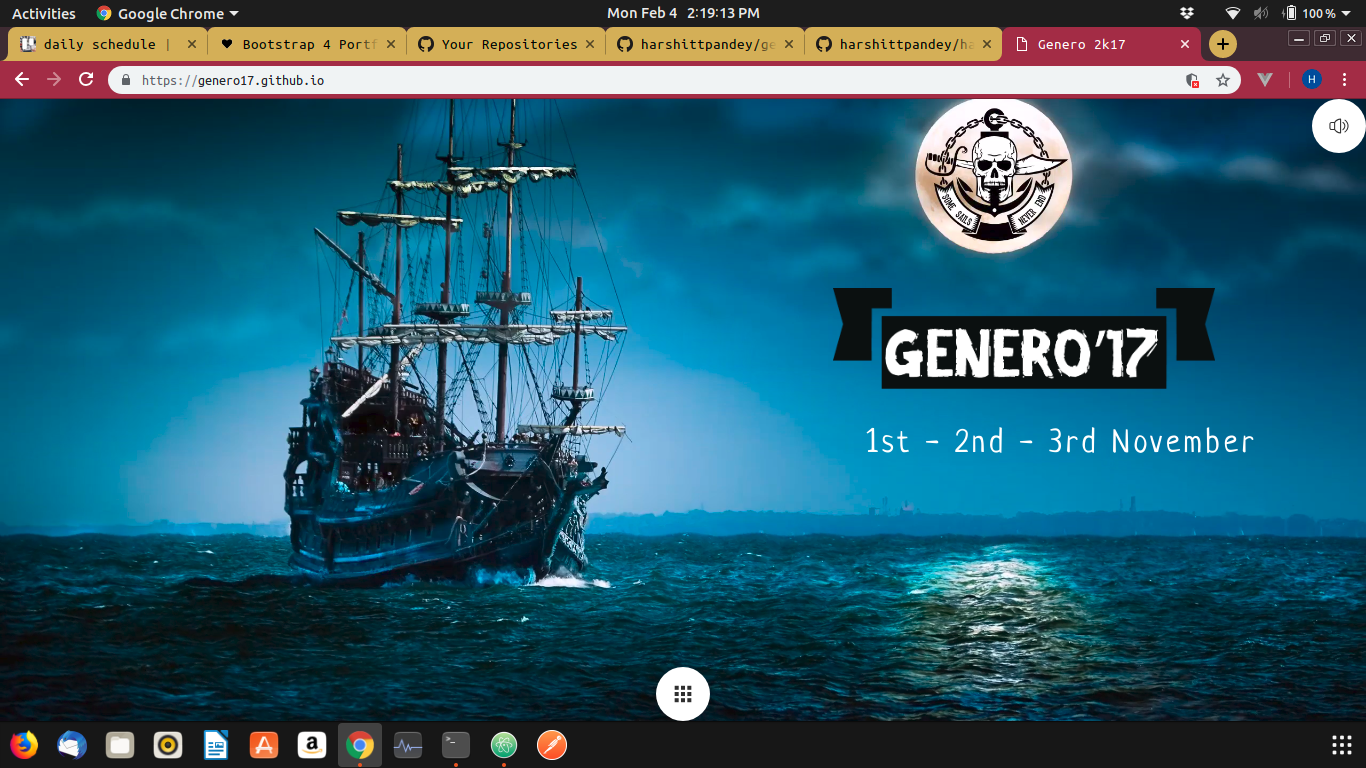 Activities Google Chrome Mon Feb 4 2:19:13 PM 100 %
daily schedule | Bootstrap 4 Portf Your Repositories harshittpandey/ge harshittpandey/ha Genero 2k17
https://genero17.github.io H
SOME SAILS NEVER END
GENERO'17
1st - 2nd - 3rd November